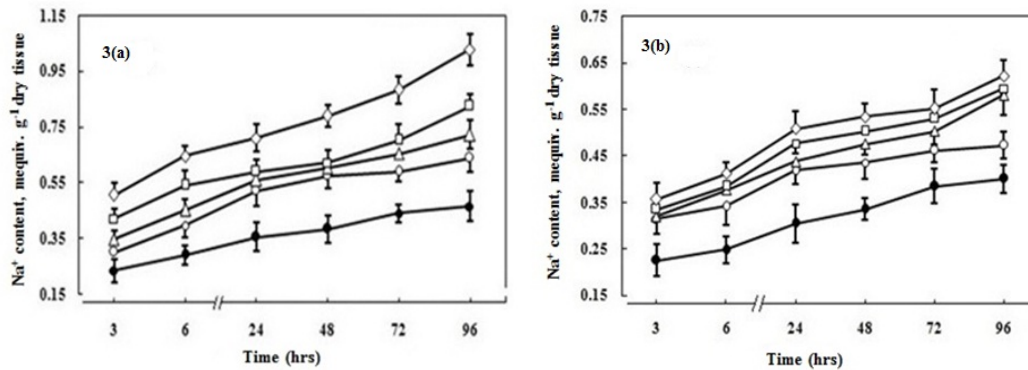 3(a)
Na⁺ content, mequiv. g⁻¹ dry tissue
1.15
0.95
0.75
0.55
0.35
0.15
3 6 24 48 72 96
Time (hrs)
3(b)
Na⁺ content, mequiv. g⁻¹ dry tissue
0.75
0.65
0.55
0.45
0.35
0.25
0.15
3 6 24 48 72 96
Time (hrs)